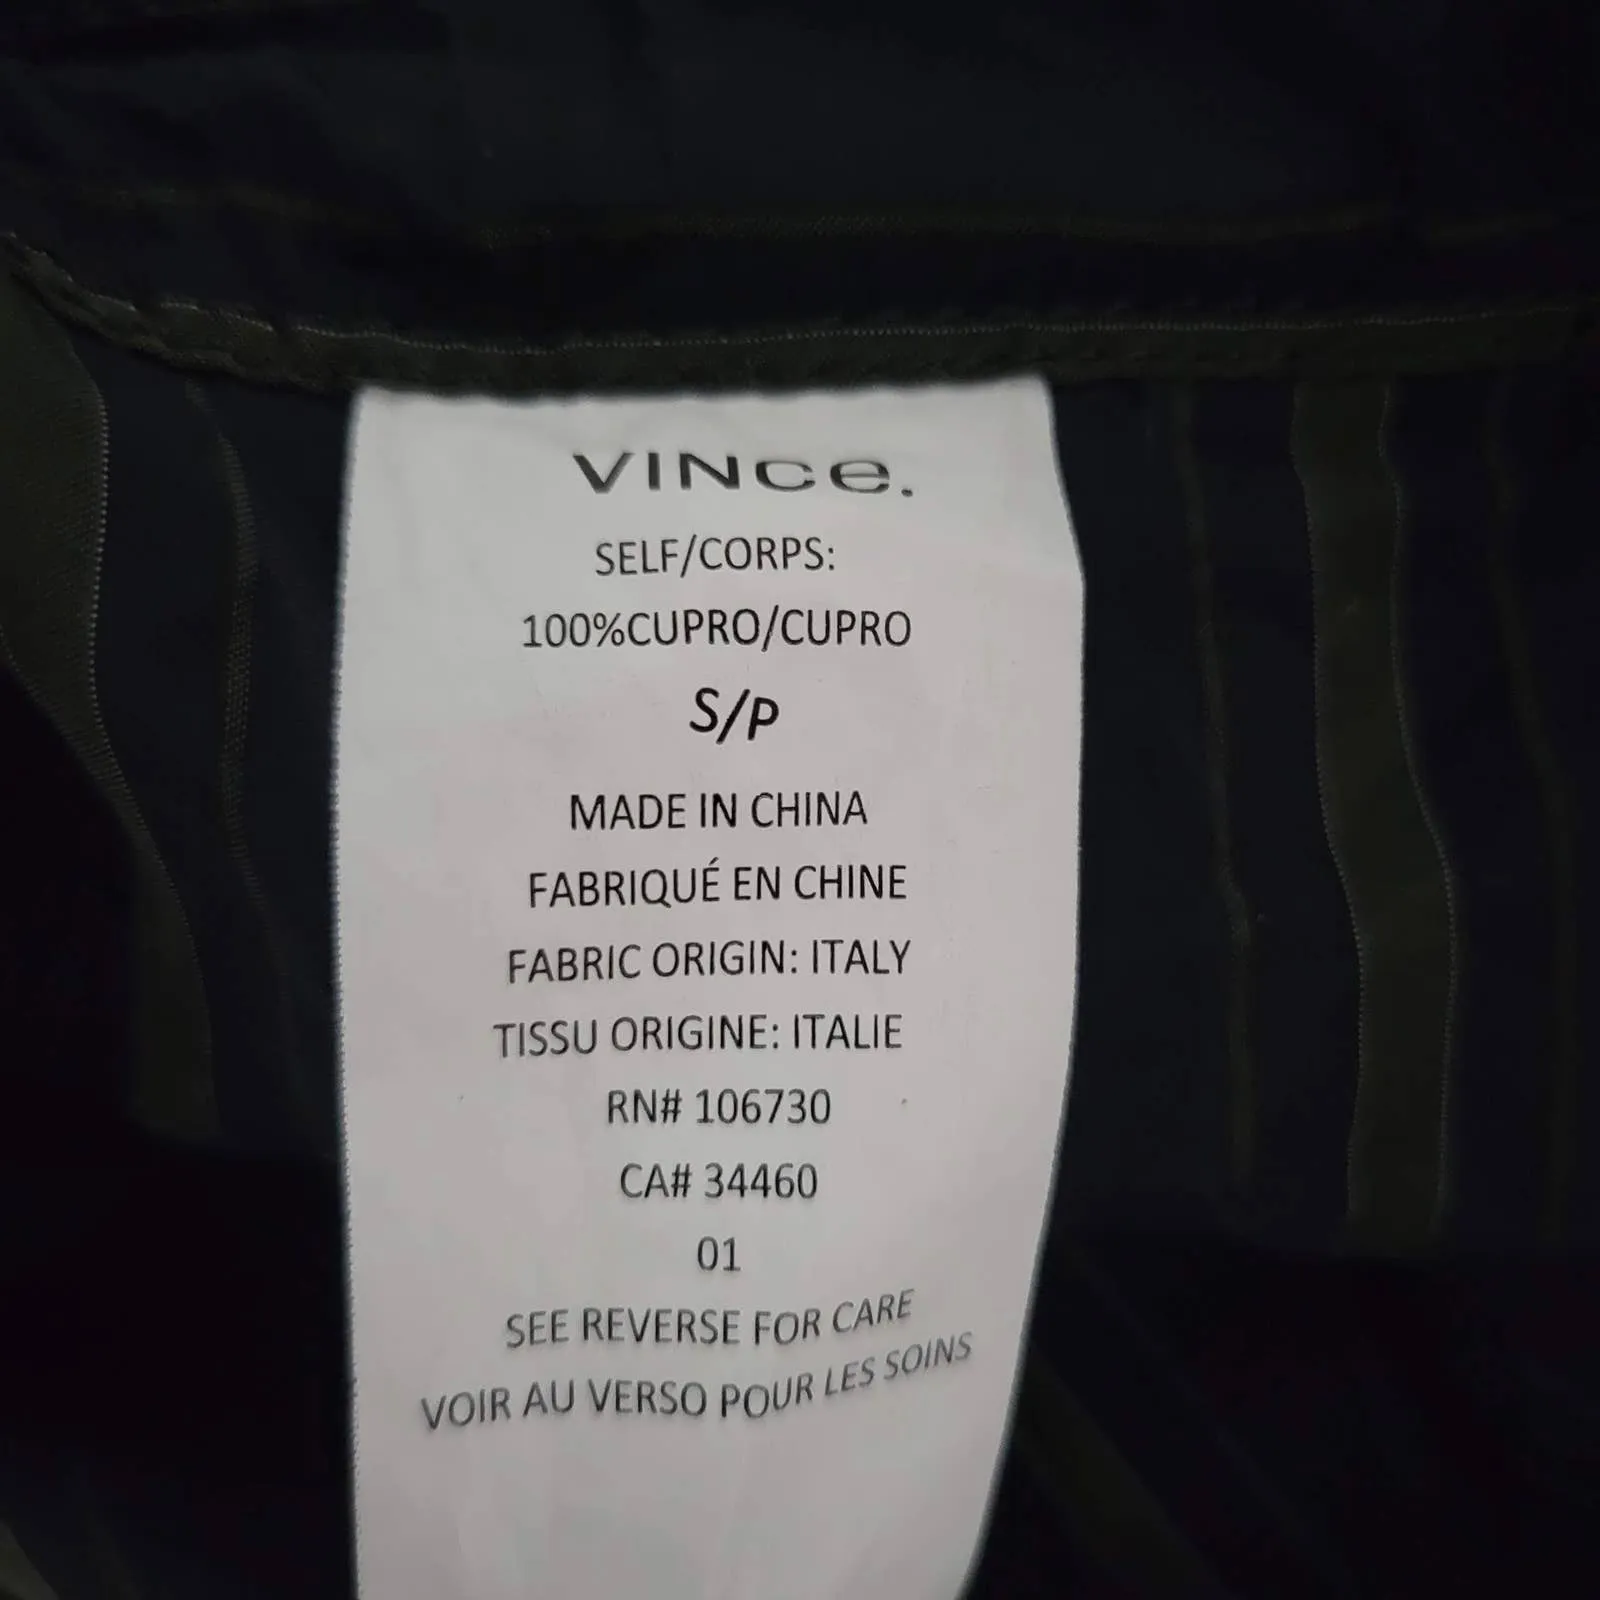 VINCE.
SELF/CORPS:
100%CUPRO/CUPRO
S/P
MADE IN CHINA
FABRIQUÉ EN CHINE
FABRIC ORIGIN: ITALY
TISSU ORIGINE: ITALIE
RN# 106730
CA# 34460
01
SEE REVERSE FOR CARE
VOIR AU VERSO POUR LES SOINS